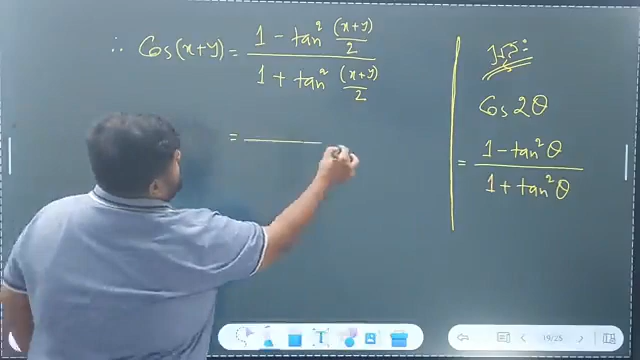 ∴ Cos(x+y) = (1 - tan² (x+y)/2) / (1 + tan² (x+y)/2)
=
সূত্র:
Cos 2θ
= (1 - tan²θ) / (1 + tan²θ)
T
19/25